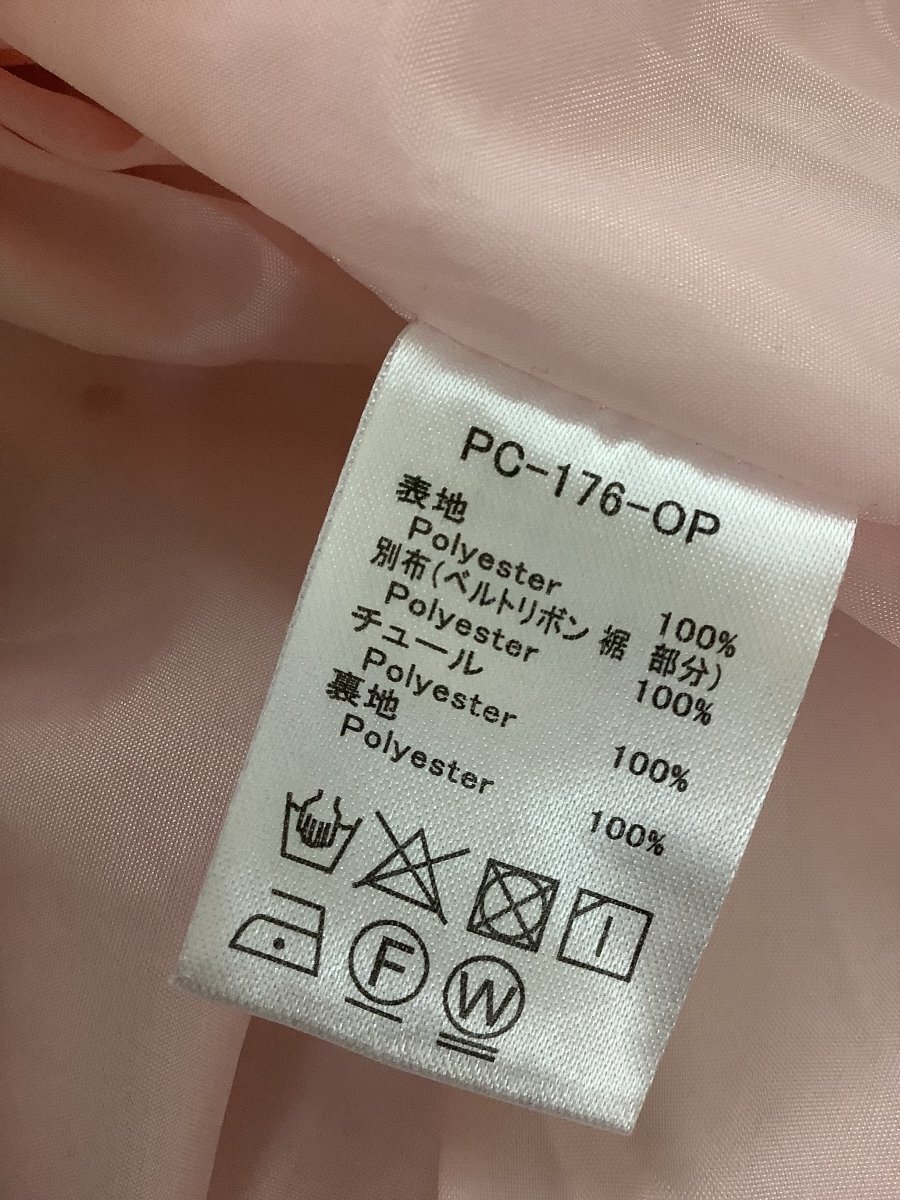 PC-176-OP
表地
Polyester 100%
別布(ベルトリボン 裾 部分)
Polyester 100%
チュール
Polyester 100%
裏地
Polyester 100%
F
W